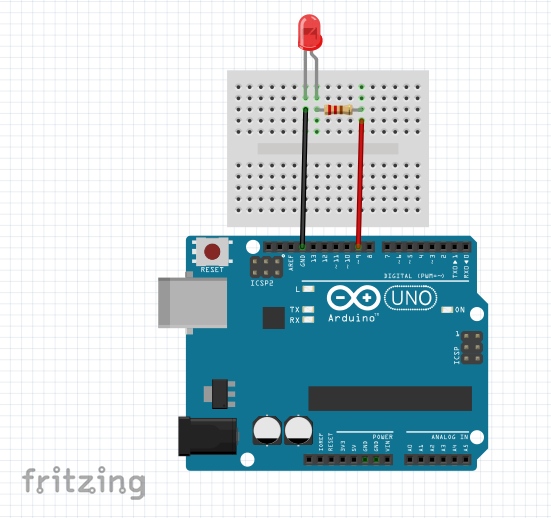 RESET
ICSP2
AREF
GND
13
12
~11
~10
~9
8
7
~6
~5
4
~3
2
TXD▶1
RXD◀0
DIGITAL (PWM=~)
L
TX
RX
UNO
Arduino™
ON
1
ICSP
POWER
ANALOG IN
IOREF
RESET
3V3
5V
GND
GND
VIN
A0
A1
A2
A3
A4
A5
fritzing